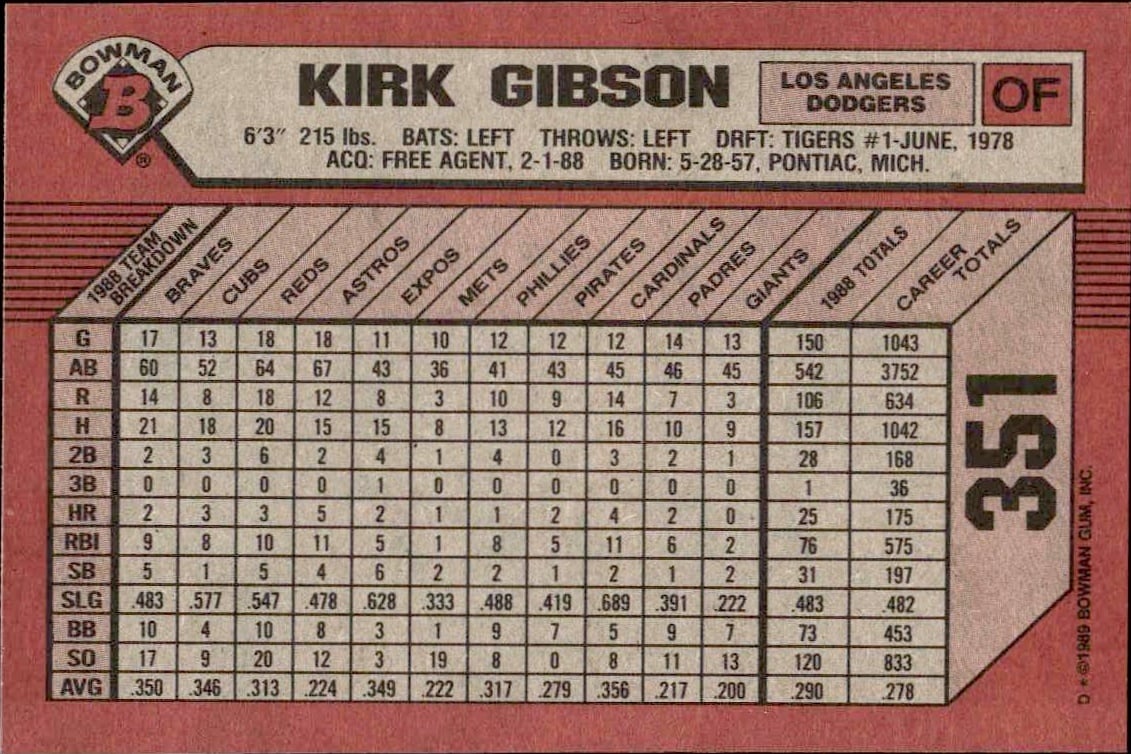 BOWMAN
B
®
KIRK GIBSON
LOS ANGELES
DODGERS
OF
6'3" 215 lbs. BATS: LEFT THROWS: LEFT DRFT: TIGERS #1-JUNE, 1978
ACQ: FREE AGENT, 2-1-88 BORN: 5-28-57, PONTIAC, MICH.
1988 TEAM BREAKDOWN BRAVES CUBS REDS ASTROS EXPOS METS PHILLIES PIRATES CARDINALS PADRES GIANTS 1988 TOTALS CAREER TOTALS
G 17 13 18 18 11 10 12 12 12 14 13 150 1043
AB 60 52 64 67 43 36 41 43 45 46 45 542 3752
R 14 8 18 12 8 3 10 9 14 7 3 106 634
H 21 18 20 15 15 8 13 12 16 10 9 157 1042
2B 2 3 6 2 4 1 4 0 3 2 1 28 168
3B 0 0 0 0 1 0 0 0 0 0 0 1 36
HR 2 3 3 5 2 1 1 2 4 2 0 25 175
RBI 9 8 10 11 5 1 8 5 11 6 2 76 575
SB 5 1 5 4 6 2 2 1 2 1 2 31 197
SLG .483 .577 .547 .478 .628 .333 .488 .419 .689 .391 .222 .483 .482
BB 10 4 10 8 3 1 9 7 5 9 7 73 453
SO 17 9 20 12 3 19 8 0 8 11 13 120 833
AVG .350 .346 .313 .224 .349 .222 .317 .279 .356 .217 .200 .290 .278
351
D * ©1989 BOWMAN GUM, INC.